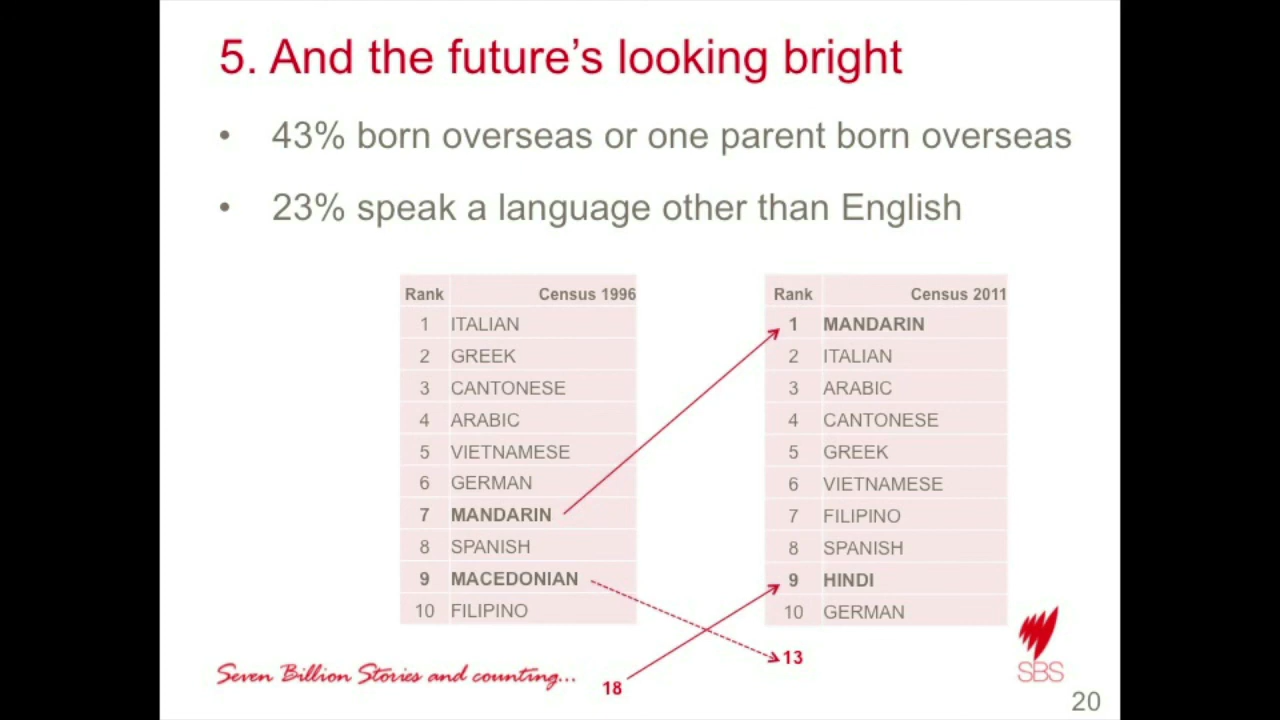 5. And the future's looking bright
• 43% born overseas or one parent born overseas
• 23% speak a language other than English
Rank Census 1996
1 ITALIAN
2 GREEK
3 CANTONESE
4 ARABIC
5 VIETNAMESE
6 GERMAN
7 MANDARIN
8 SPANISH
9 MACEDONIAN
10 FILIPINO
Rank Census 2011
1 MANDARIN
2 ITALIAN
3 ARABIC
4 CANTONESE
5 GREEK
6 VIETNAMESE
7 FILIPINO
8 SPANISH
9 HINDI
10 GERMAN
13
18
Seven Billion Stories and counting...
SBS
20